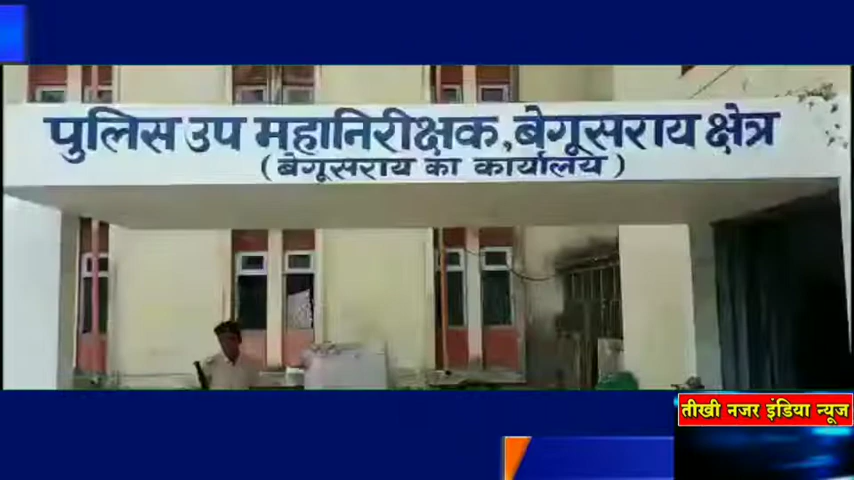 पुलिस उप महानिरीक्षक,बेगूसराय क्षेत्र
(बेगूसराय का कार्यालय)
तीखी नजर इंडिया न्यूज